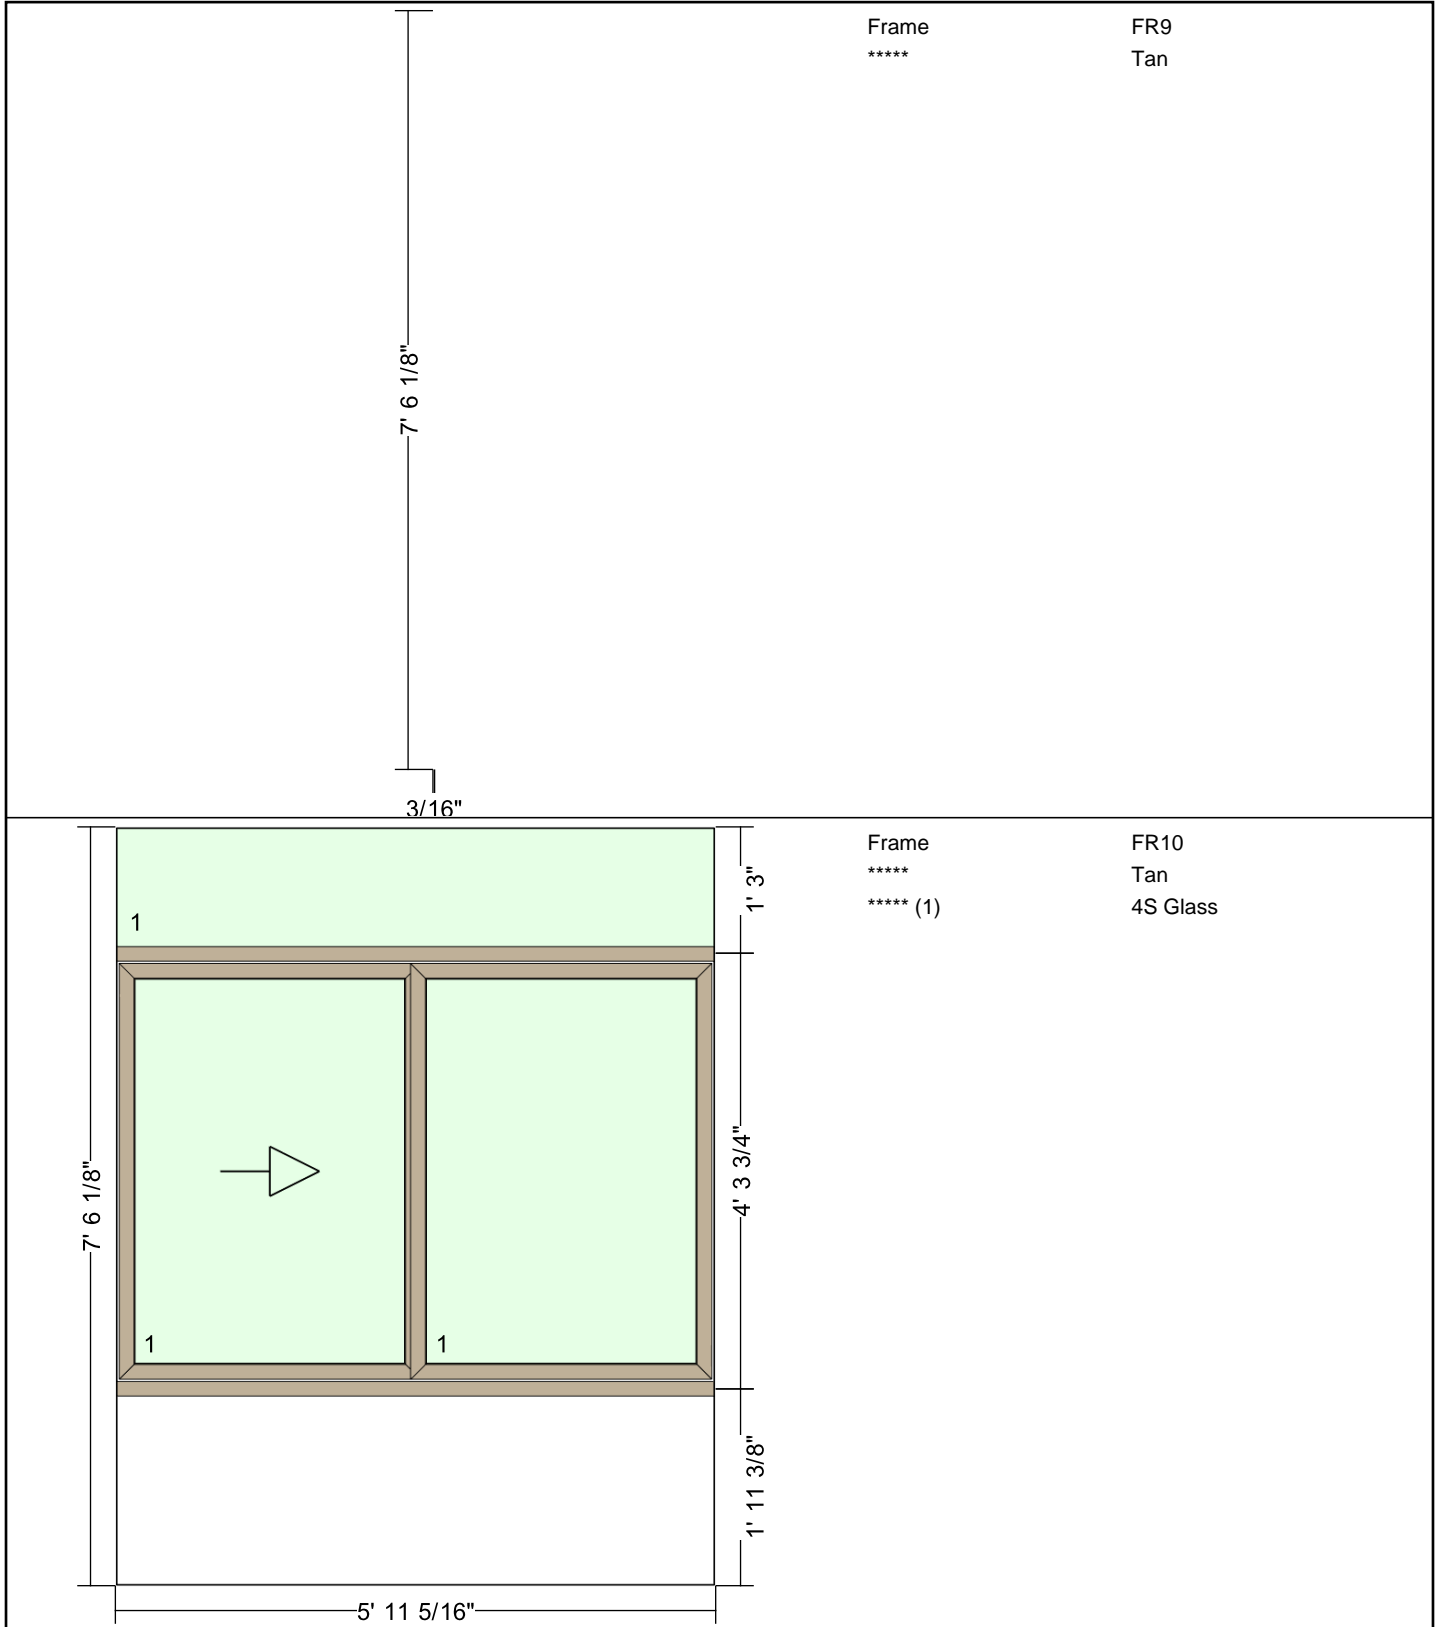 Frame FR9
***** Tan
7' 6 1/8"
3/16"
Frame FR10
***** Tan
***** (1) 4S Glass
1' 3"
1
4' 3 3/4"
7' 6 1/8"
1 1
1' 11 3/8"
5' 11 5/16"